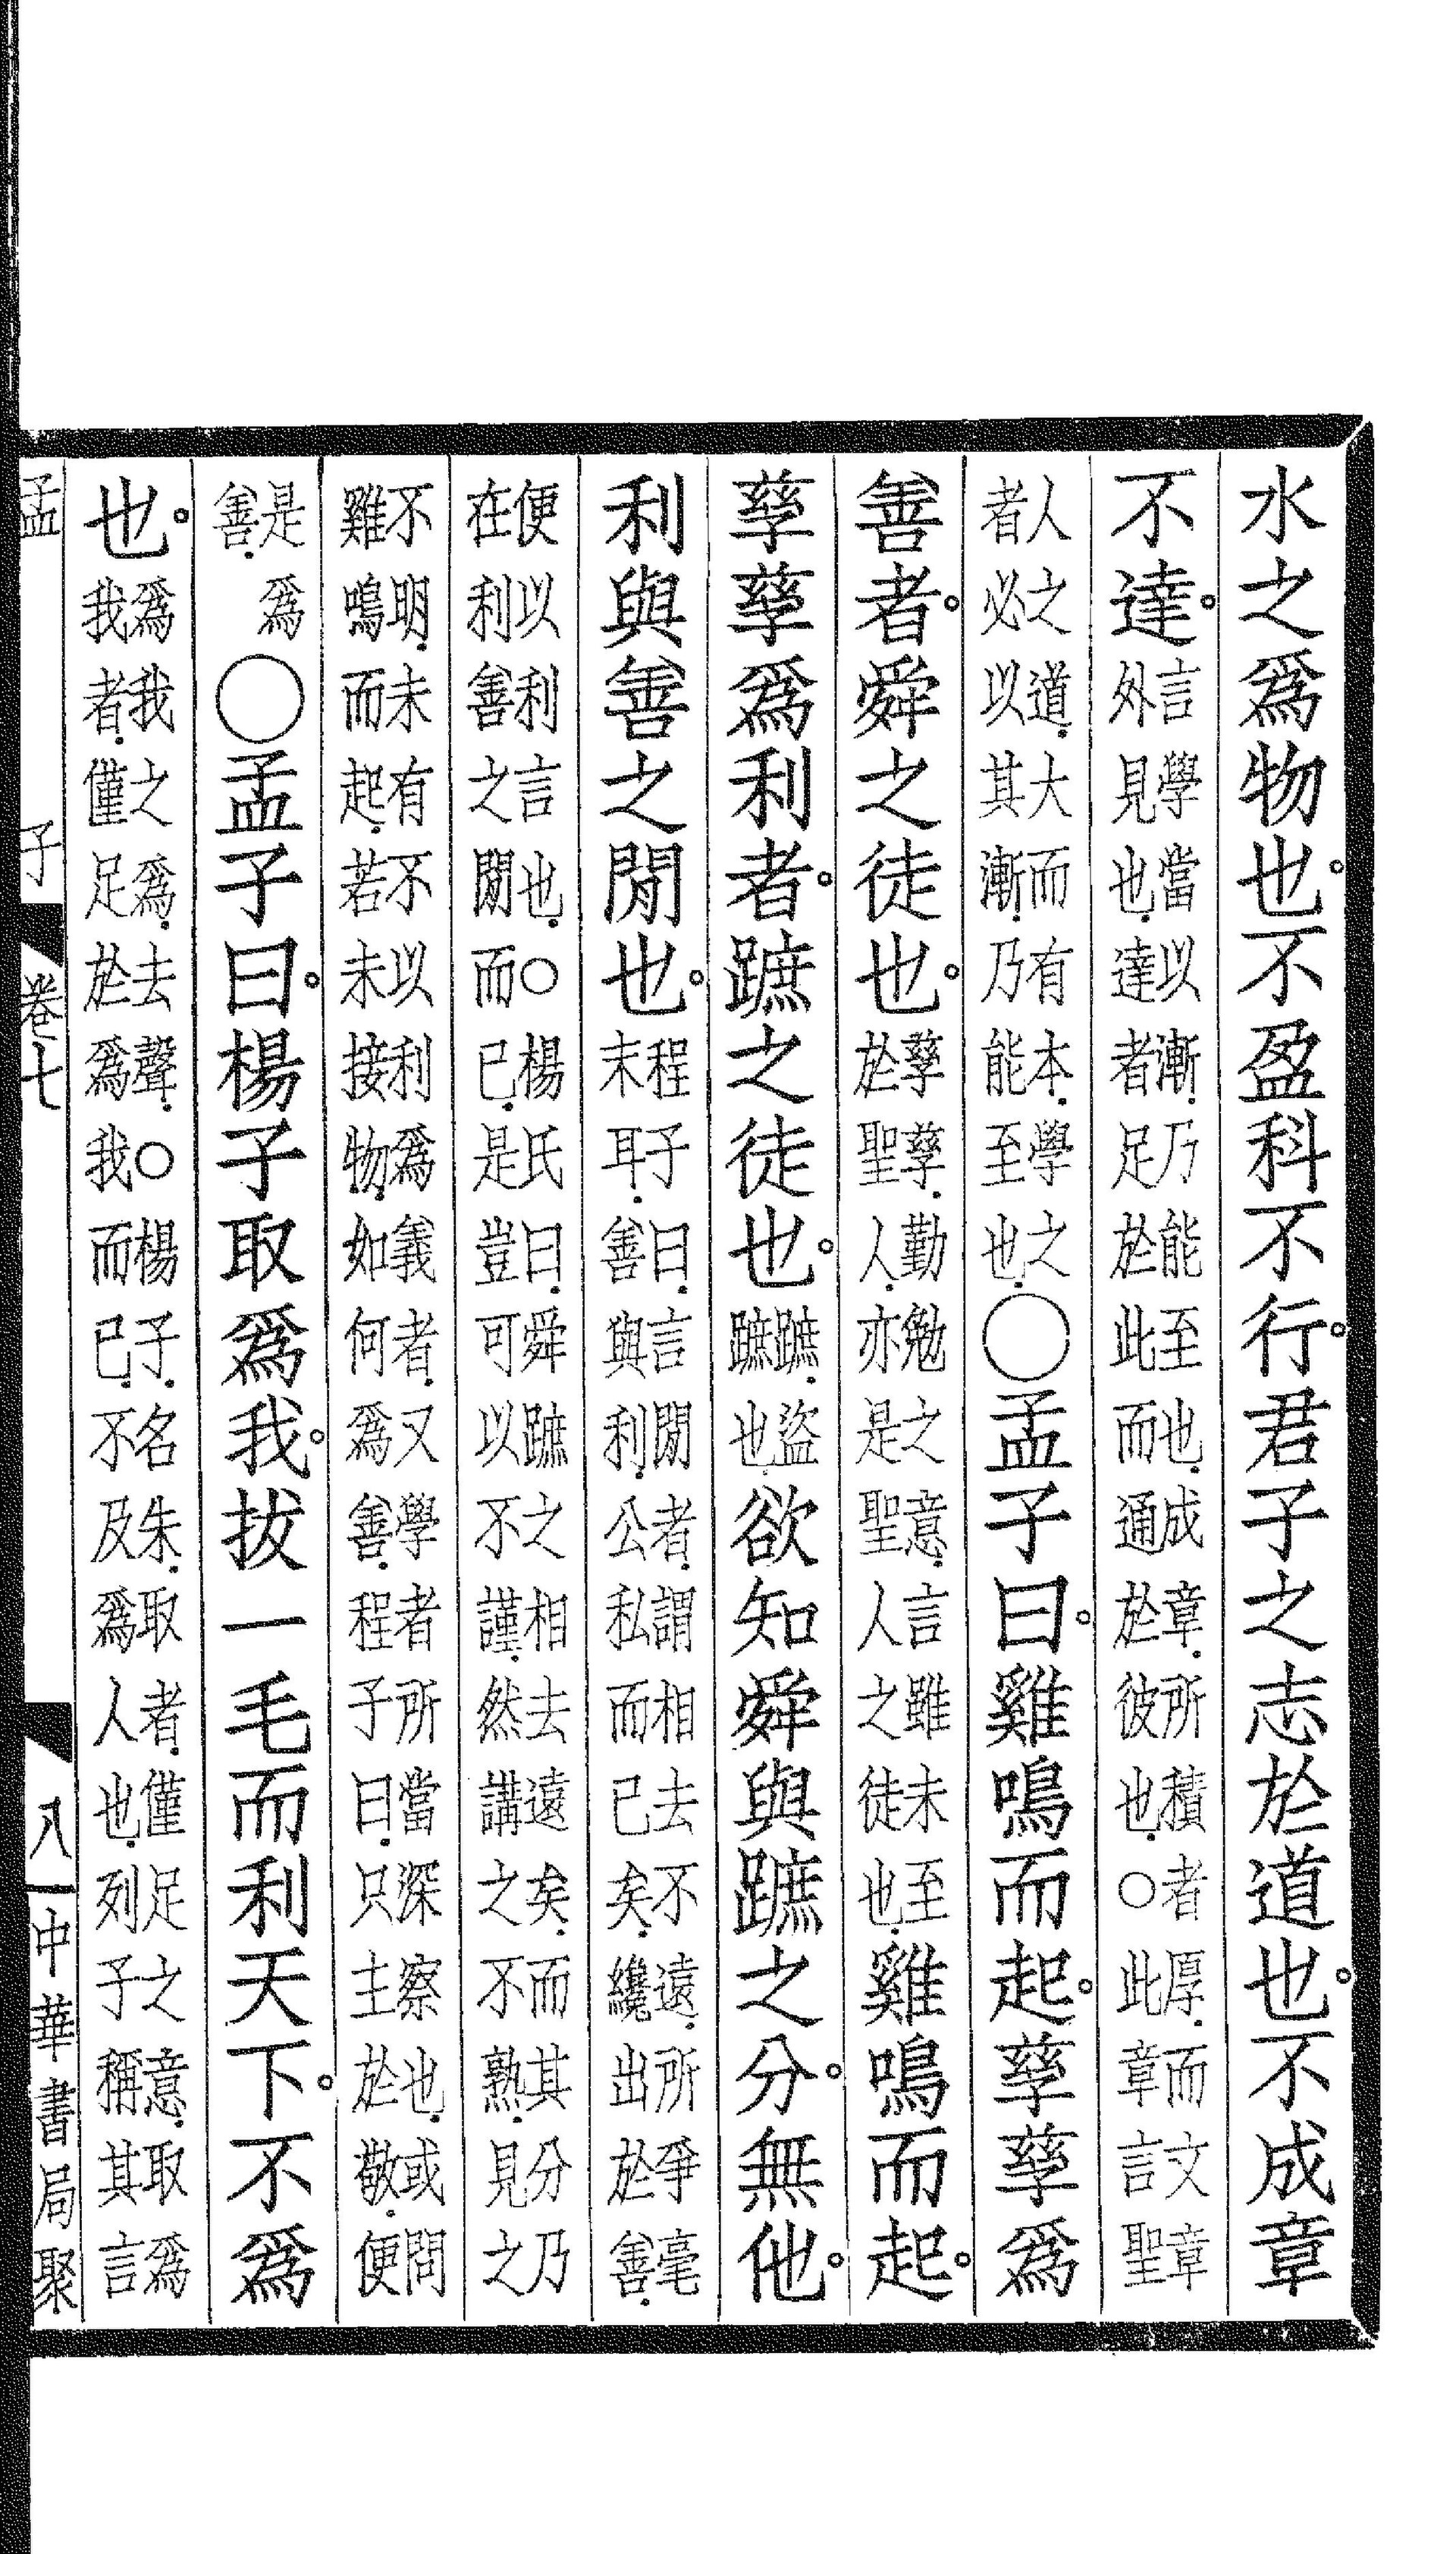 水之爲物也。不盈科不行。君子之志於道也。不成章
不達。言學當以漸.乃能至也.成章.所積者厚.而文章外見也.達者足於此而通於彼也.○此章言聖
人之道.大而有本.學之者必以其漸.乃能至也.○孟子曰。雞鳴而起。孳孳爲
善者。舜之徒也。孳孳.勤勉之意.言雖未至於聖人.亦是聖人之徒也.雞鳴而起。
孳孳爲利者。蹠之徒也。蹠.盜蹠也.欲知舜與蹠之分。無他。
利與善之閒也。程子曰.言閒者.謂相去不遠.所爭毫末耳.善與利.公私而已矣.纔出於善.
便以利言也.○楊氏曰.舜蹠之相去遠矣.而其分乃在利善之閒而已.是豈可以不謹.然講之不熟.見之
不明.未有不以利爲義者.又學者所當深察也.或問雞鳴而起.若未接物.如何爲善.程子曰.只主於敬.便
是爲善.○孟子曰。楊子取爲我。拔一毛而利天下。不爲
也。爲我之爲.去聲.○楊子.名朱.取者.僅足之意.取爲我者.僅足於爲我而已.不及爲人也.列子稱其言
孟子 卷七 八 中華書局聚